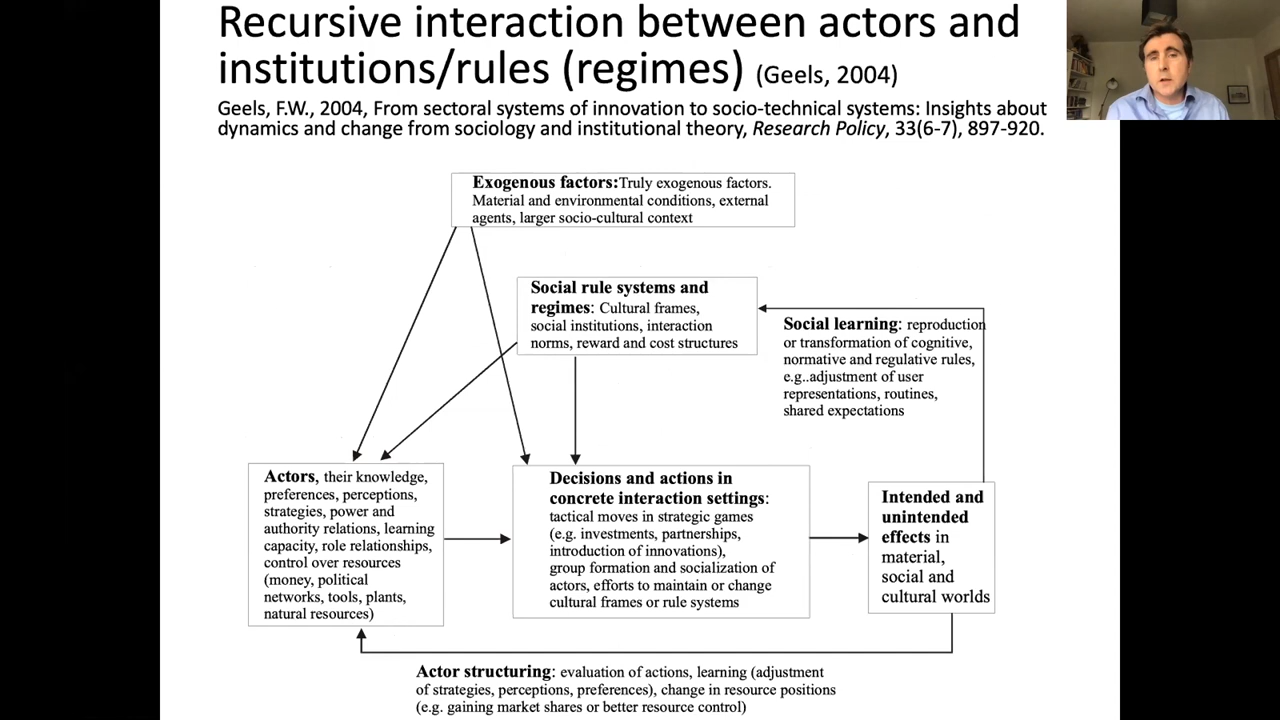 Recursive interaction between actors and
institutions/rules (regimes) (Geels, 2004)
Geels, F.W., 2004, From sectoral systems of innovation to socio-technical systems: Insights about
dynamics and change from sociology and institutional theory, Research Policy, 33(6-7), 897-920.
Exogenous factors:Truly exogenous factors.
Material and environmental conditions, external
agents, larger socio-cultural context
Social rule systems and
regimes: Cultural frames,
social institutions, interaction
norms, reward and cost structures
Social learning: reproduction
or transformation of cognitive,
normative and regulative rules,
e.g..adjustment of user
representations, routines,
shared expectations
Actors, their knowledge,
preferences, perceptions,
strategies, power and
authority relations, learning
capacity, role relationships,
control over resources
(money, political
networks, tools, plants,
natural resources)
Decisions and actions in
concrete interaction settings:
tactical moves in strategic games
(e.g. investments, partnerships,
introduction of innovations),
group formation and socialization of
actors, efforts to maintain or change
cultural frames or rule systems
Intended and
unintended
effects in
material,
social and
cultural worlds
Actor structuring: evaluation of actions, learning (adjustment
of strategies, perceptions, preferences), change in resource positions
(e.g. gaining market shares or better resource control)